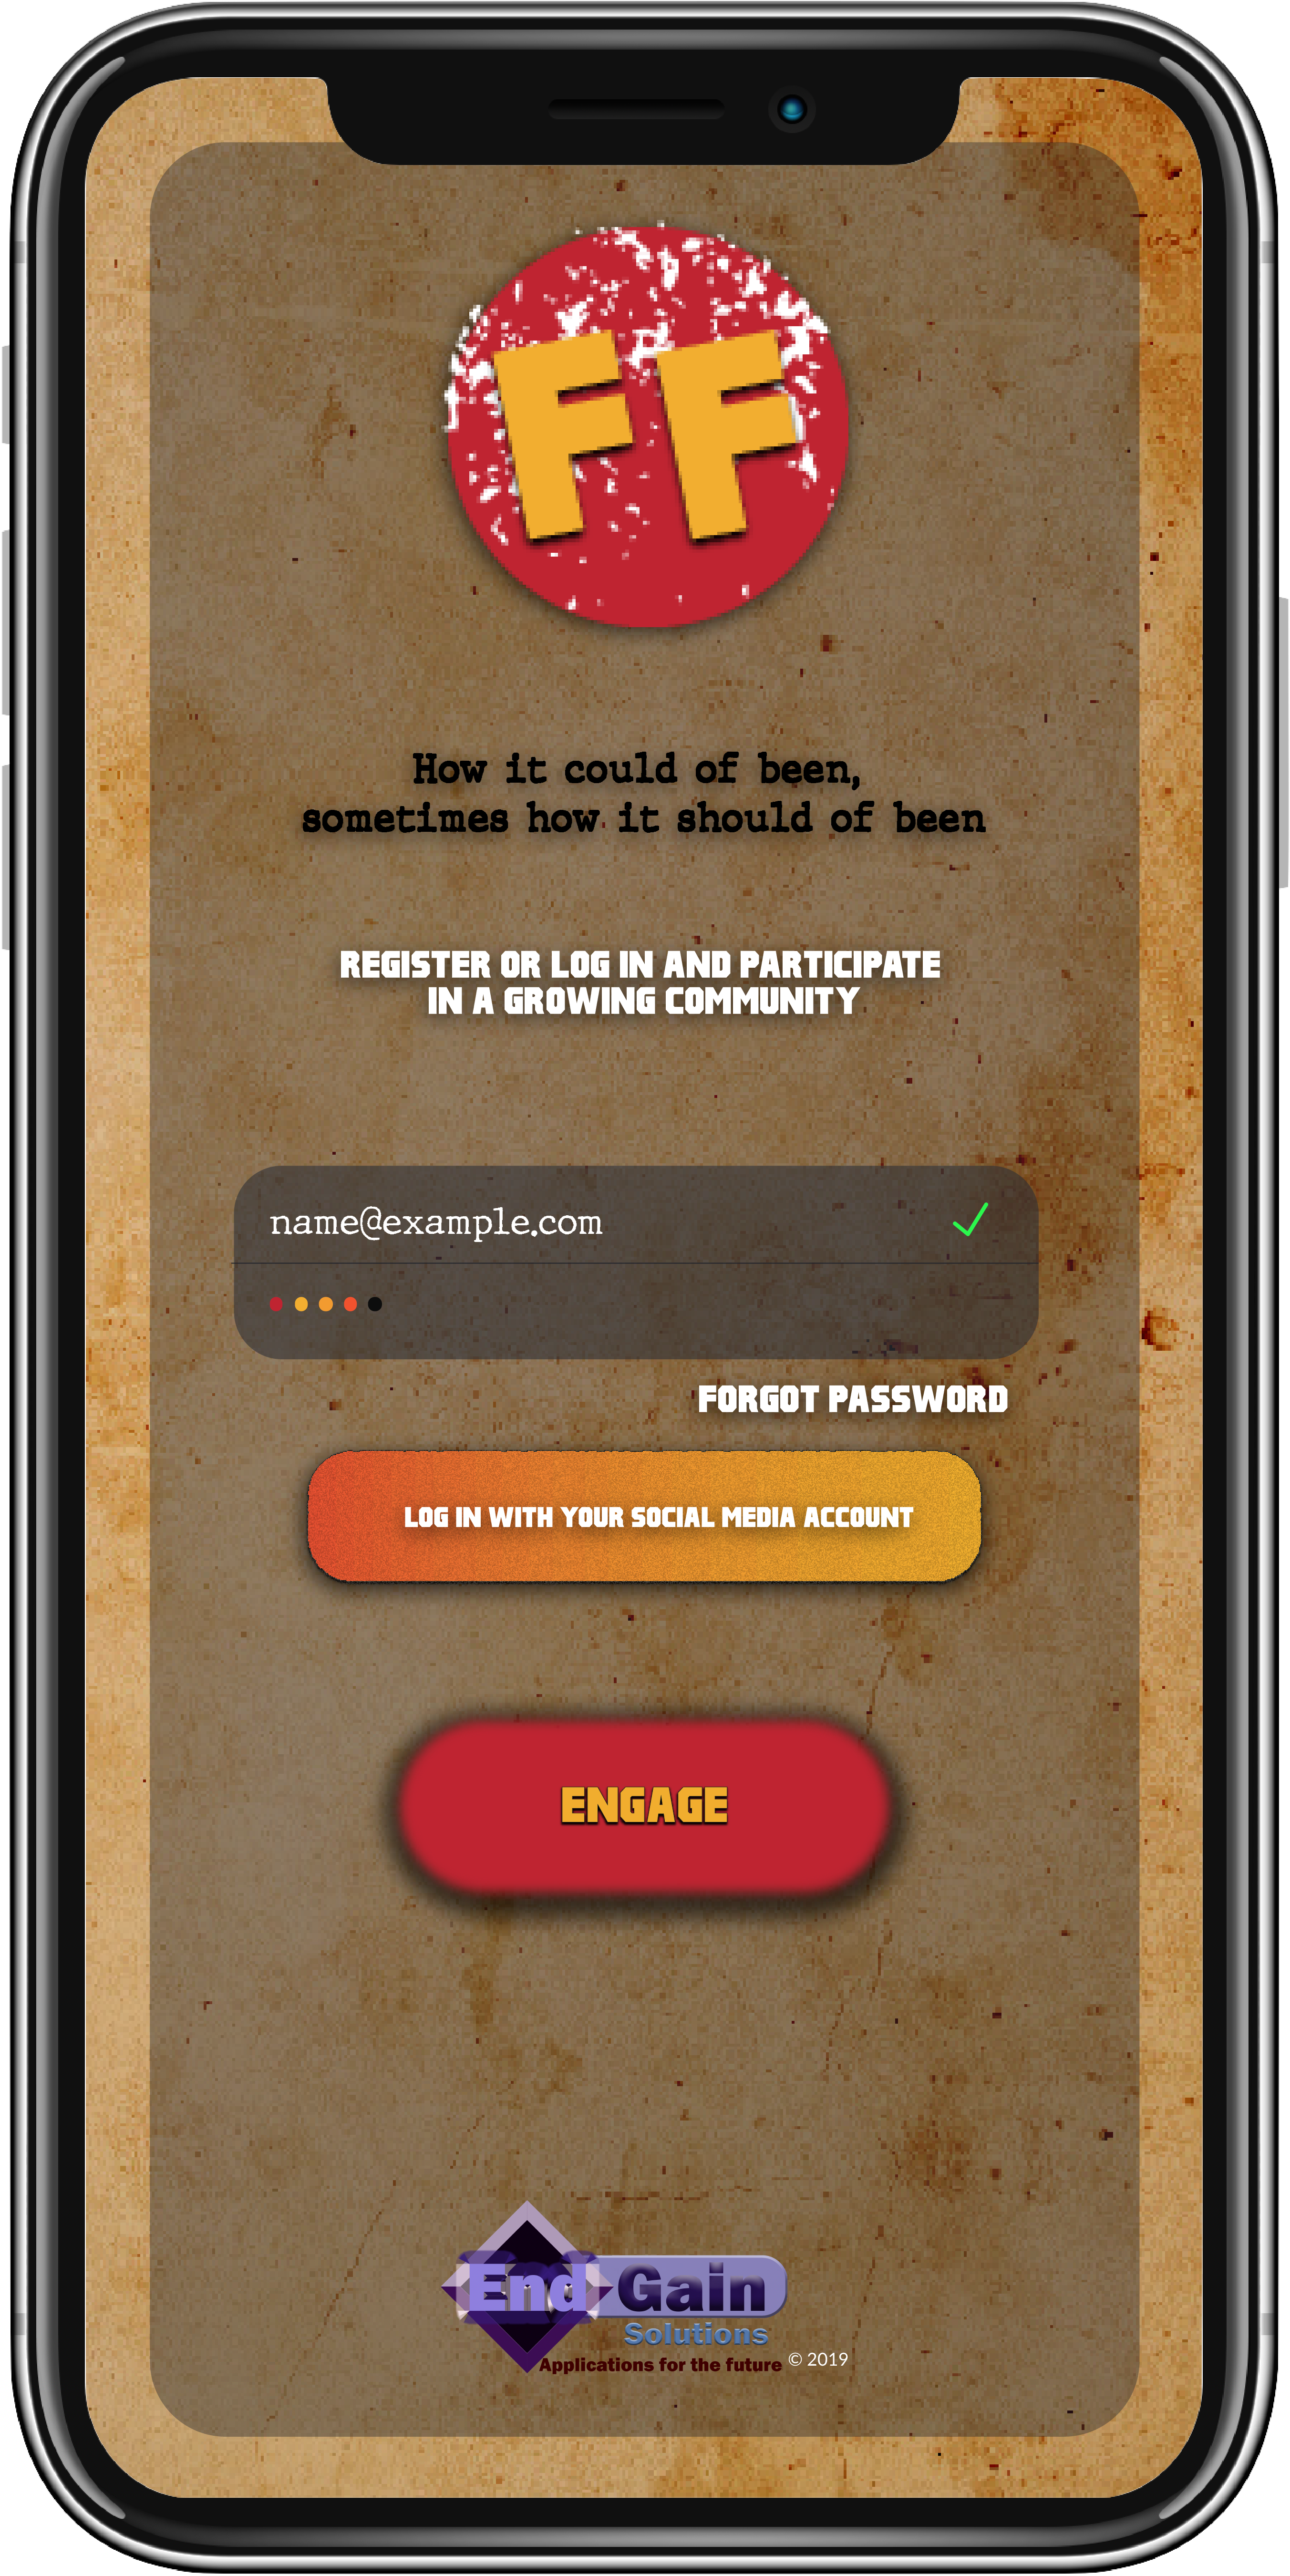 FF
How it could of been,
sometimes how it should of been
REGISTER OR LOG IN AND PARTICIPATE
IN A GROWING COMMUNITY
name@example.com
FORGOT PASSWORD
LOG IN WITH YOUR SOCIAL MEDIA ACCOUNT
ENGAGE
End Gain
Solutions
Applications for the future © 2019